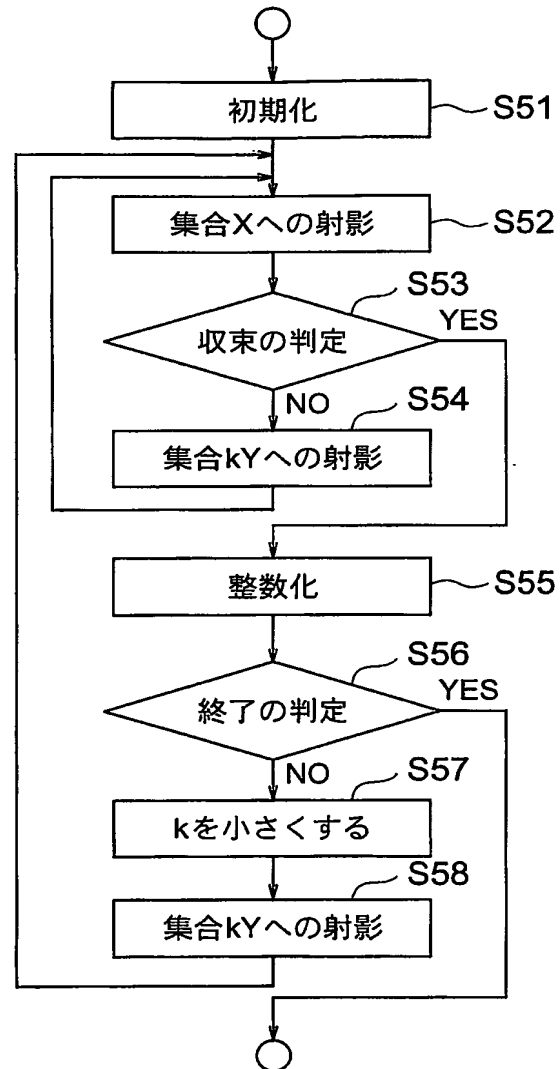 初期化
S51
集合Xへの射影
S52
S53
収束の判定
YES
NO
S54
集合kYへの射影
整数化
S55
S56
終了の判定
YES
NO
S57
kを小さくする
S58
集合kYへの射影